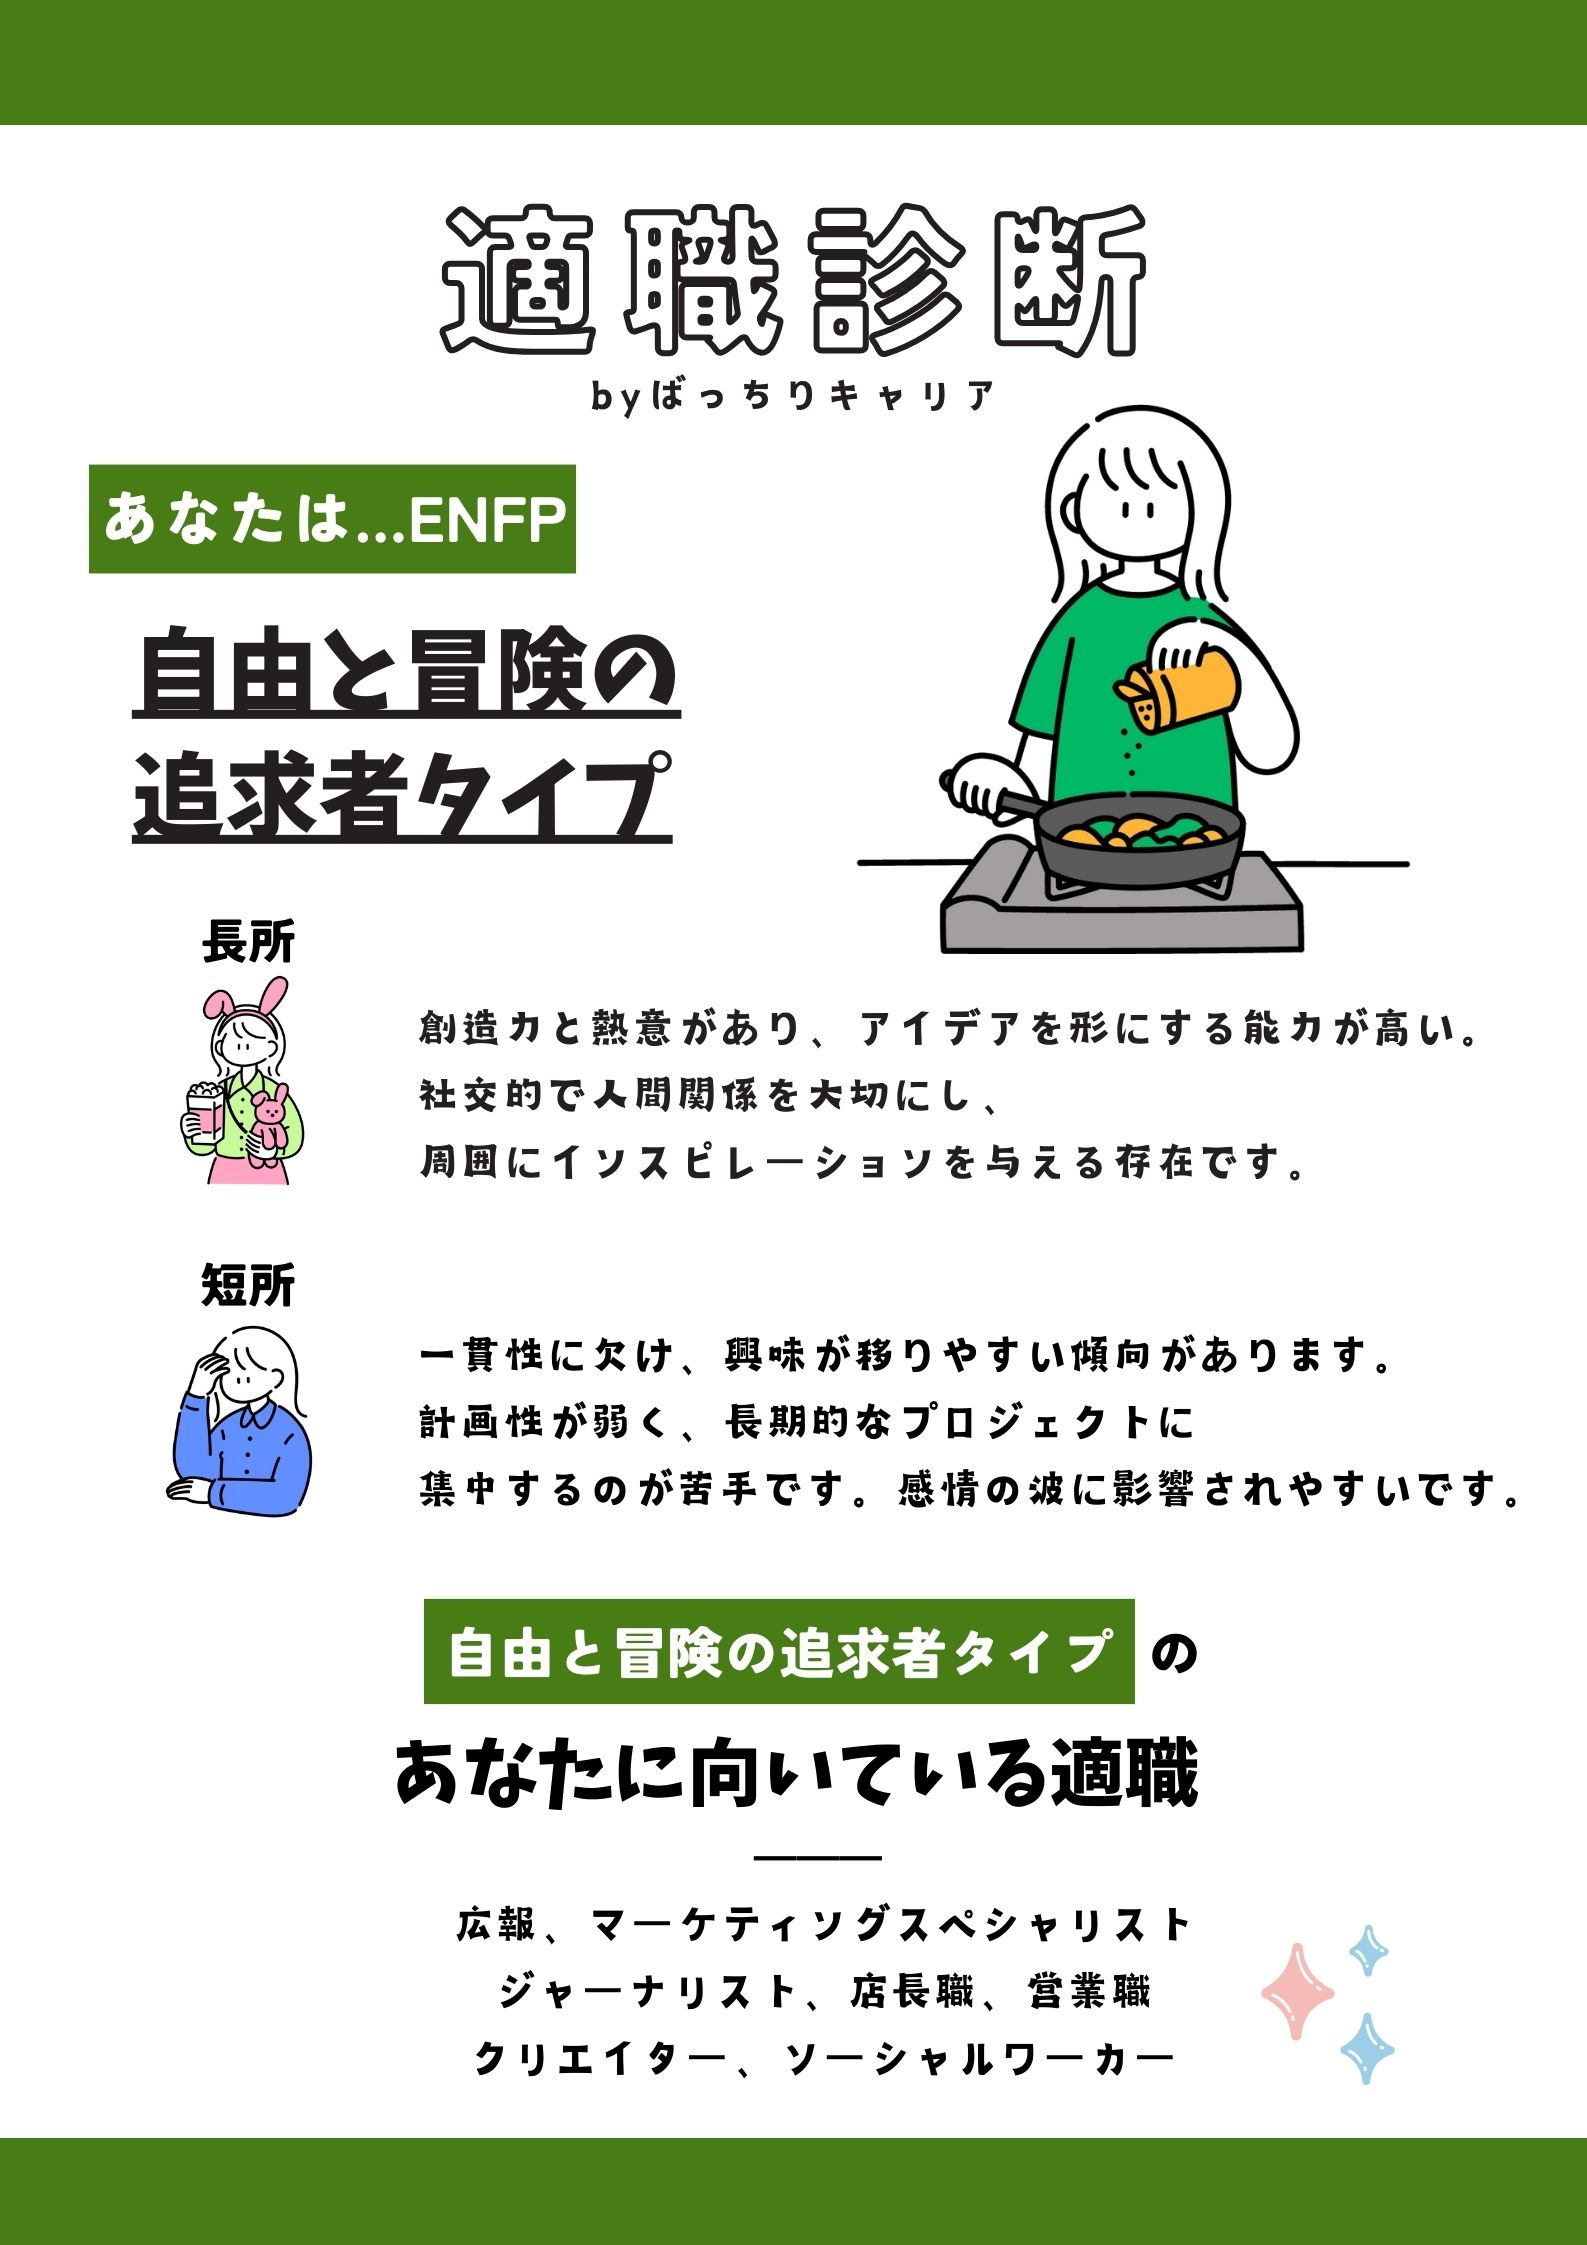 適職診断
byばっちりキャリア
あなたは...ENFP
自由と冒険の
追求者タイプ
長所
創造力と熱意があり、アイデアを形にする能力が高い。
社交的で人間関係を大切にし、
周囲にインスピレーションを与える存在です。
短所
一貫性に欠け、興味が移りやすい傾向があります。
計画性が弱く、長期的なプロジェクトに
集中するのが苦手です。感情の波に影響されやすいです。
自由と冒険の追求者タイプ の
あなたに向いている適職
広報、マーケティングスペシャリスト
ジャーナリスト、店長職、営業職
クリエイター、ソーシャルワーカー